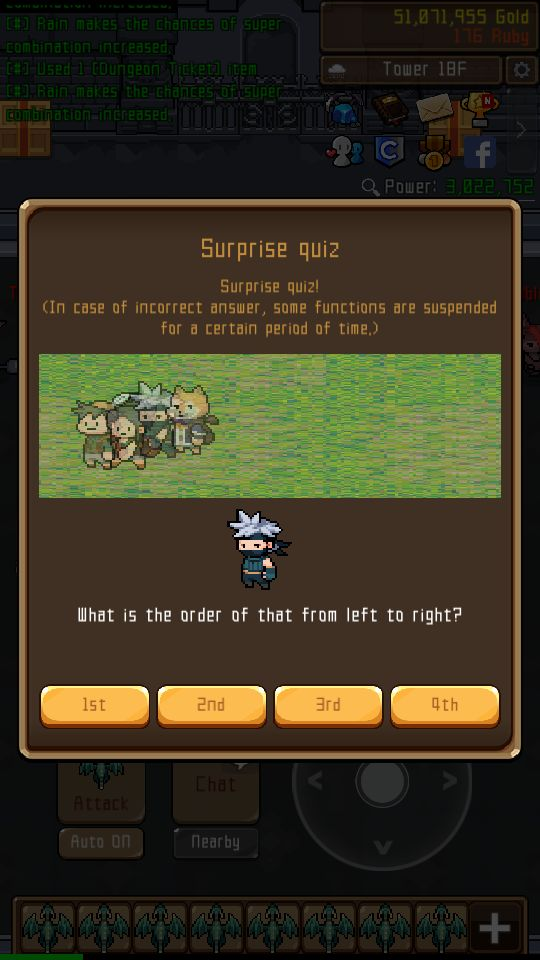 combination increased.
[#] Rain makes the chances of super
combination increased.
[#] Used 1 [Dungeon Ticket] item
[#] Rain makes the chances of super
combination increased.
51,071,955 Gold
176 Ruby
Tower 18F
N
C
f
Power: 3,022,752
Surprise quiz
Surprise quiz!
(In case of incorrect answer, some functions are suspended
for a certain period of time.)
What is the order of that from left to right?
1st 2nd 3rd 4th
Attack
Chat
Auto ON
Nearby